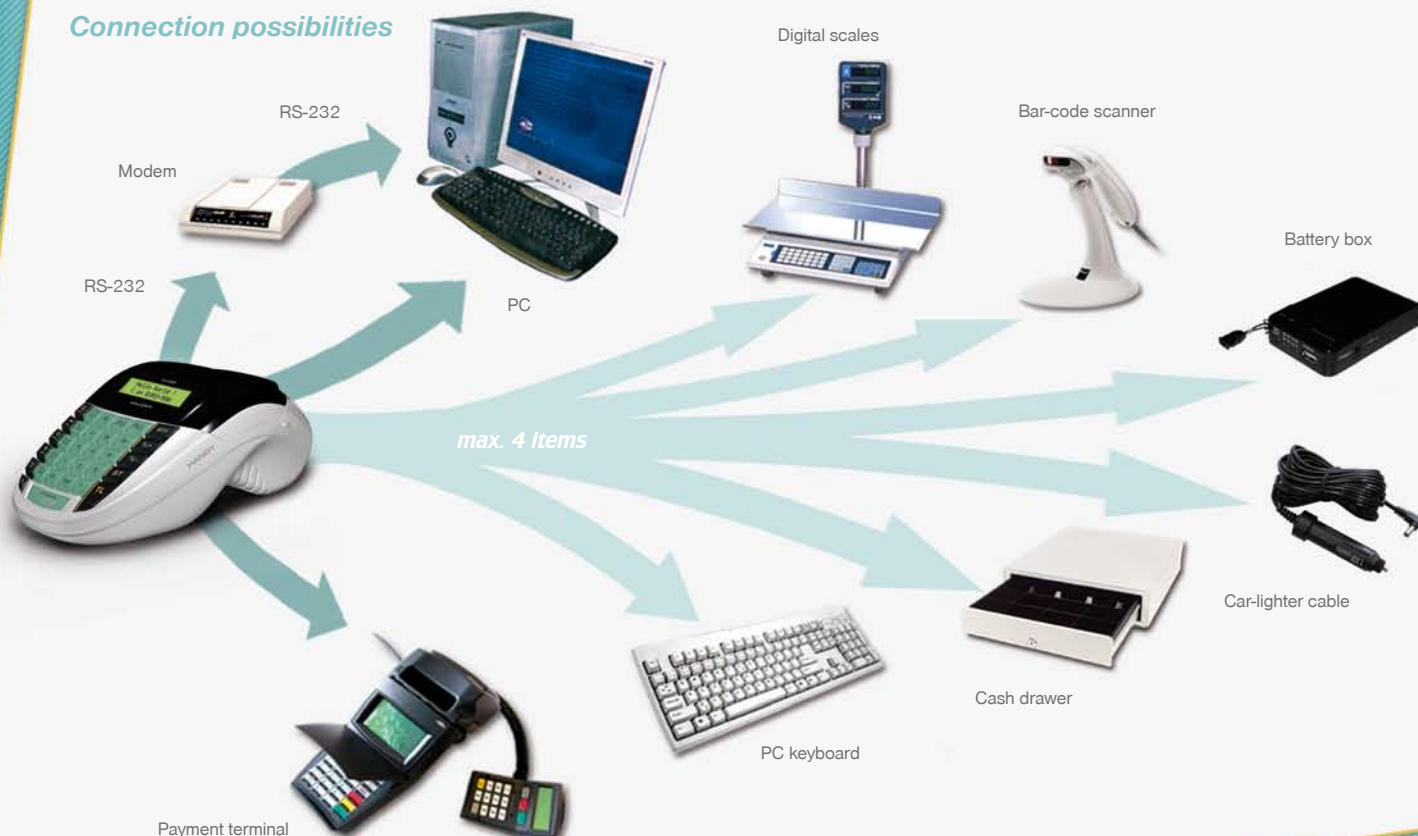 Connection possibilities
Digital scales
RS-232
Bar-code scanner
Modem
Battery box
RS-232
PC
HANDY
max. 4 items
Car-lighter cable
Cash drawer
PC keyboard
Payment terminal